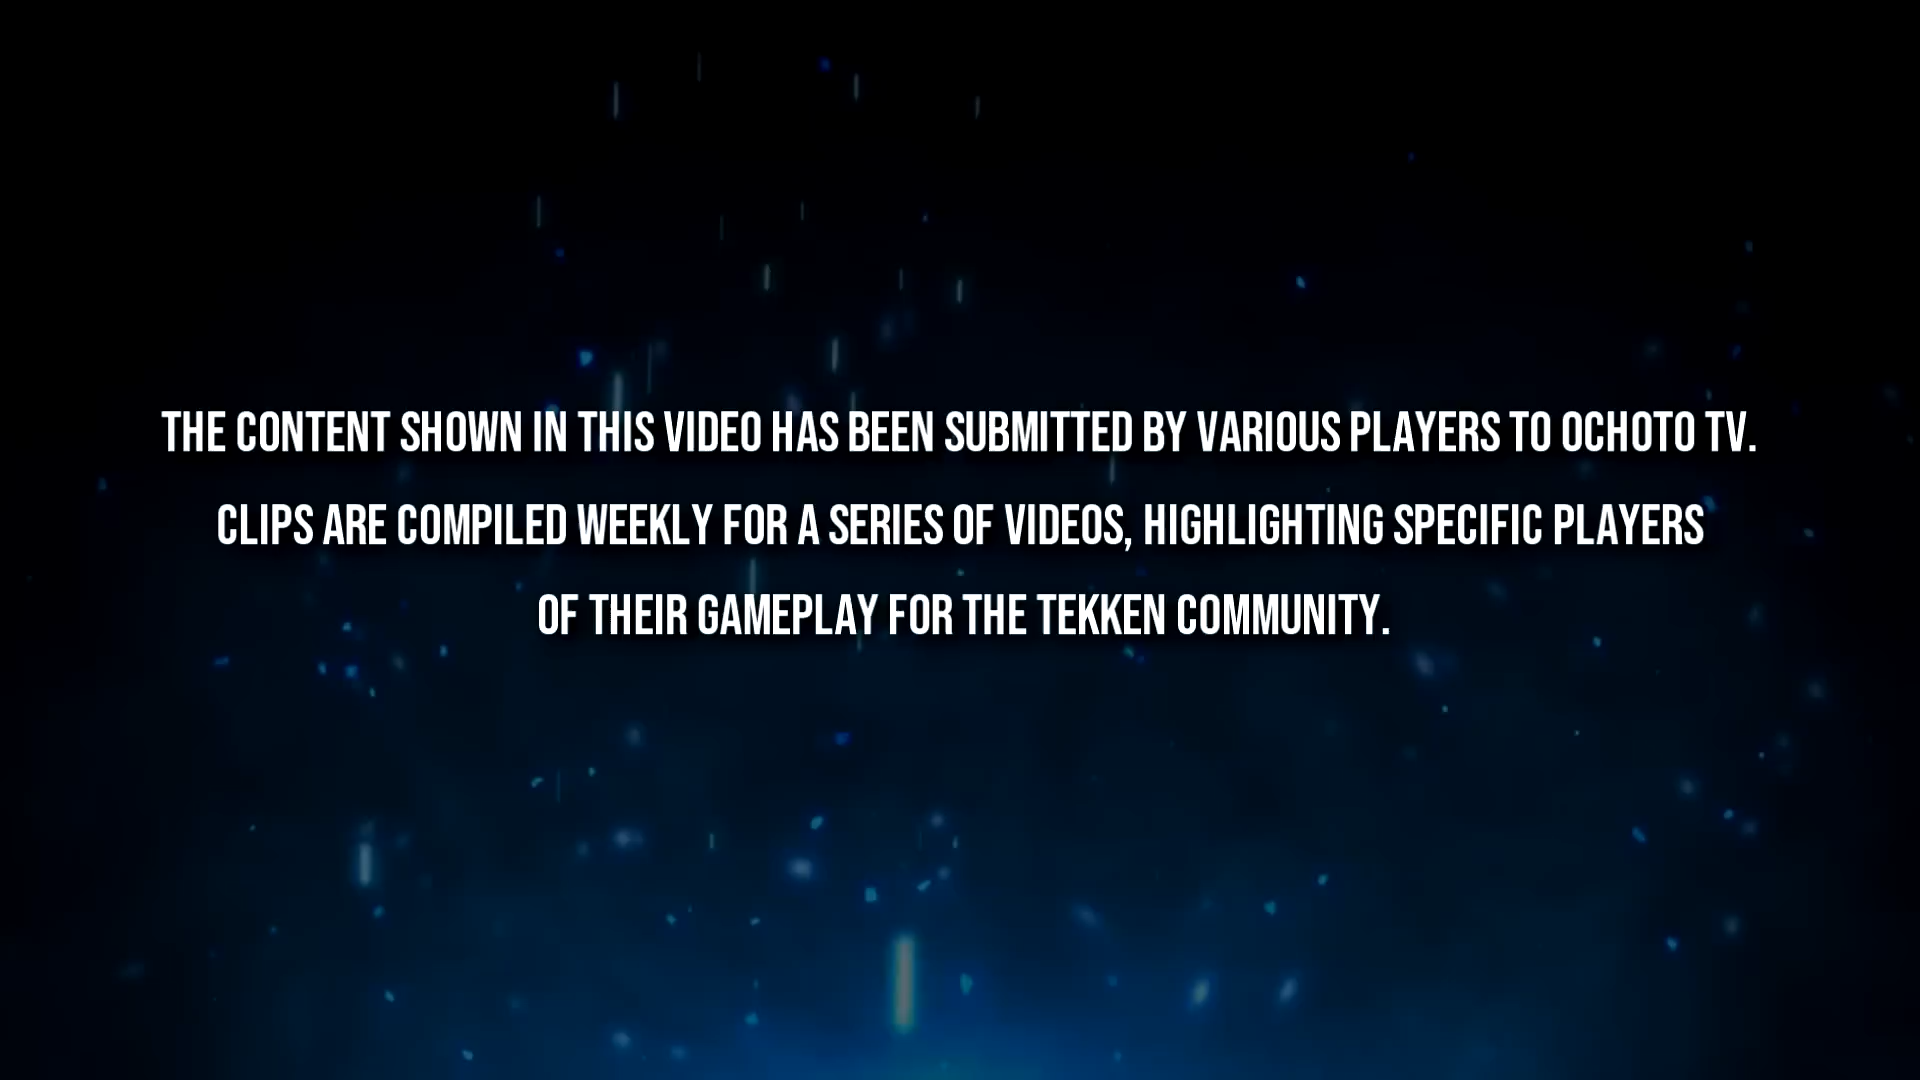 THE CONTENT SHOWN IN THIS VIDEO HAS BEEN SUBMITTED BY VARIOUS PLAYERS TO OCHOTO TV.
CLIPS ARE COMPILED WEEKLY FOR A SERIES OF VIDEOS, HIGHLIGHTING SPECIFIC PLAYERS
OF THEIR GAMEPLAY FOR THE TEKKEN COMMUNITY.